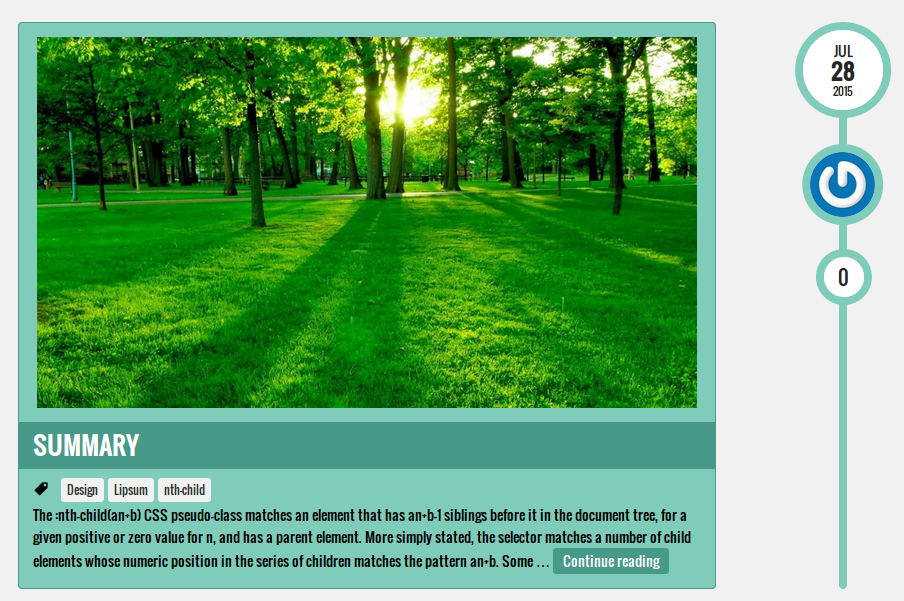 JUL
28
2015
0
SUMMARY
Design Lipsum nth-child
The :nth-child(an+b) CSS pseudo-class matches an element that has an+b-1 siblings before it in the document tree, for a
given positive or zero value for n, and has a parent element. More simply stated, the selector matches a number of child
elements whose numeric position in the series of children matches the pattern an+b. Some ... Continue reading